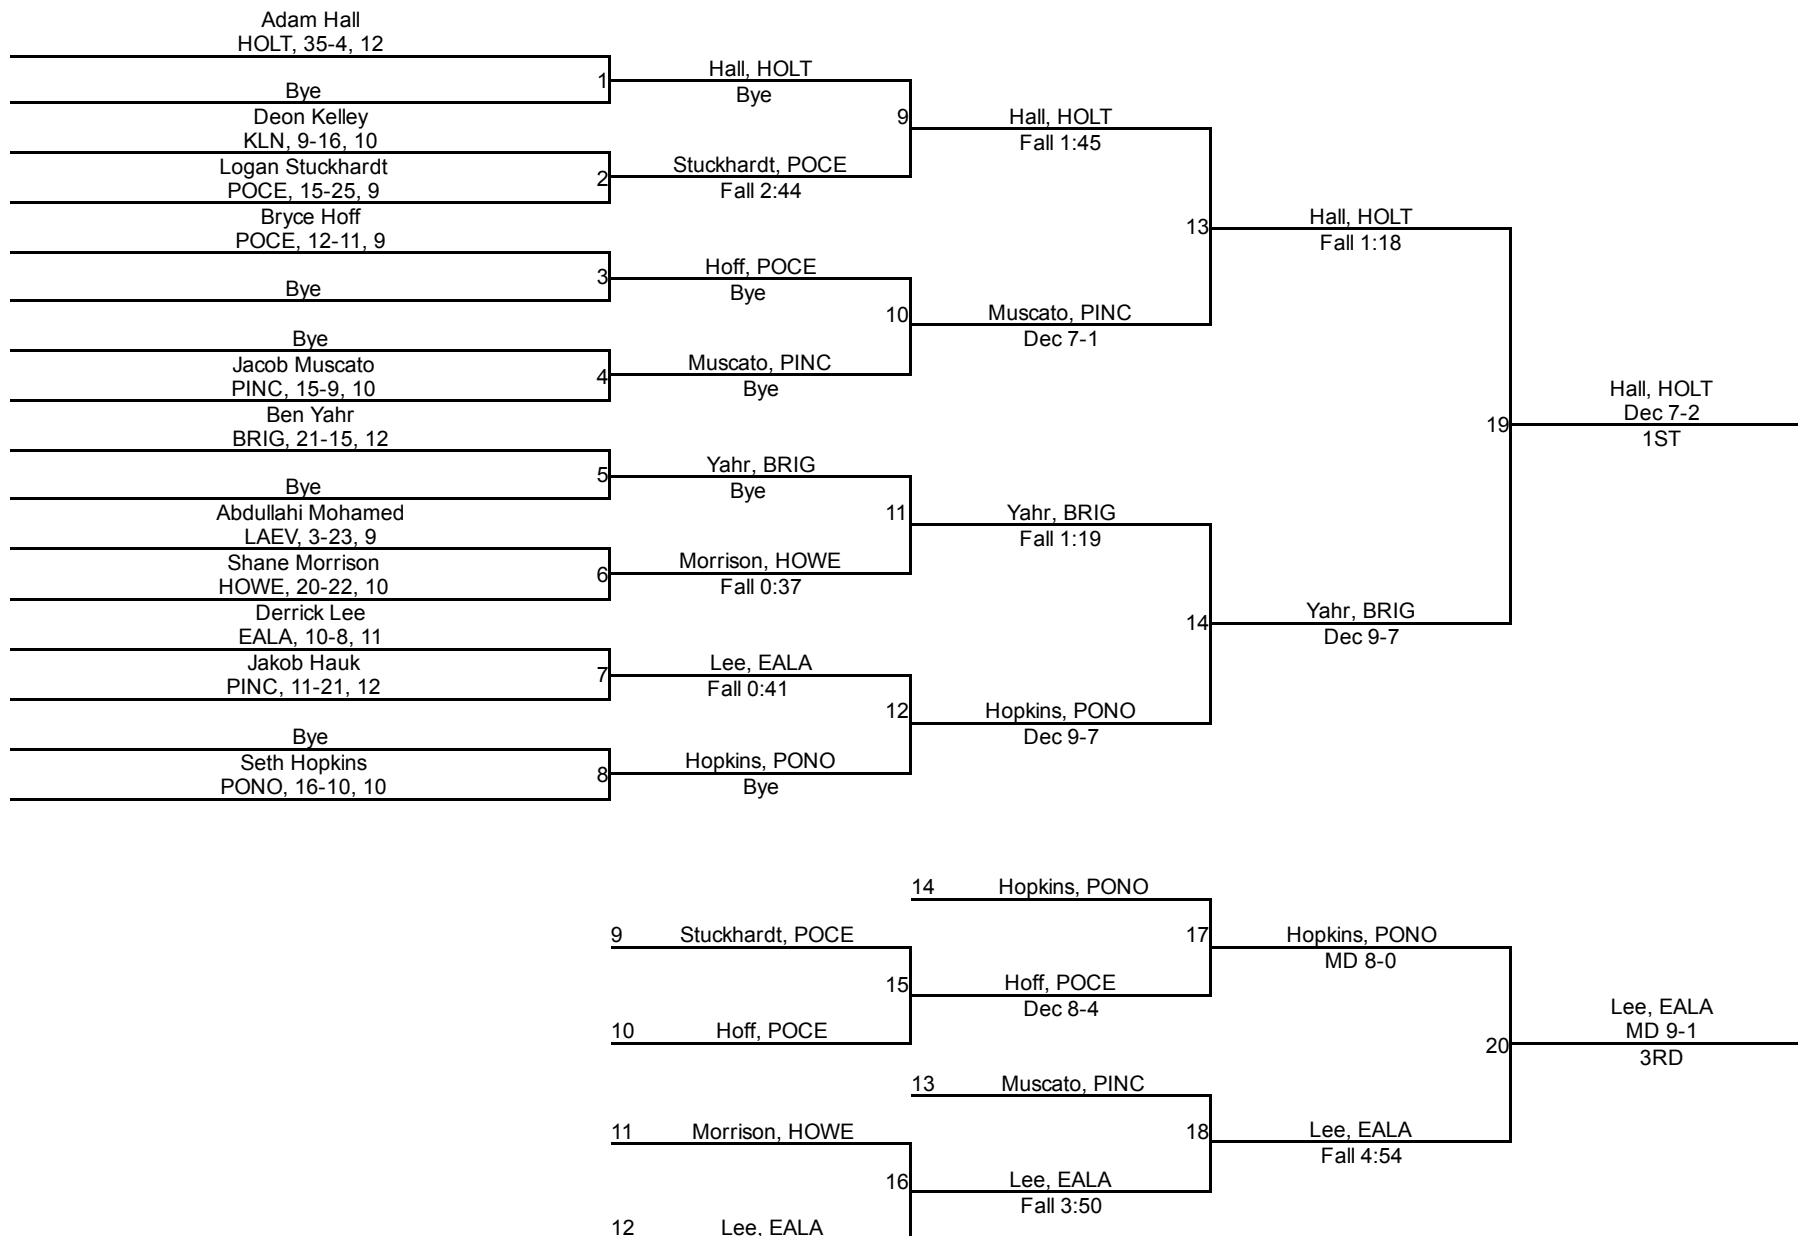 Adam Hall
HOLT, 35-4, 12
Bye
1
Deon Kelley
KLN, 9-16, 10
Logan Stuckhardt
POCE, 15-25, 9
2
Bryce Hoff
POCE, 12-11, 9
Bye
3
Bye
Jacob Muscato
PINC, 15-9, 10
4
Ben Yahr
BRIG, 21-15, 12
Bye
5
Abdullahi Mohamed
LAEV, 3-23, 9
Shane Morrison
HOWE, 20-22, 10
6
Derrick Lee
EALA, 10-8, 11
Jakob Hauk
PINC, 11-21, 12
7
Bye
Seth Hopkins
PONO, 16-10, 10
8
Hall, HOLT
Bye
9
Stuckhardt, POCE
Fall 2:44
Hoff, POCE
Bye
10
Muscato, PINC
Bye
Yahr, BRIG
Bye
11
Morrison, HOWE
Fall 0:37
Lee, EALA
Fall 0:41
12
Hopkins, PONO
Bye
Hall, HOLT
Fall 1:45
13
Muscato, PINC
Dec 7-1
Yahr, BRIG
Fall 1:19
14
Hopkins, PONO
Dec 9-7
Hall, HOLT
Fall 1:18
19
Yahr, BRIG
Dec 9-7
Hall, HOLT
Dec 7-2
1ST
9 Stuckhardt, POCE
15
10 Hoff, POCE
11 Morrison, HOWE
16
12 Lee, EALA
14 Hopkins, PONO
17
Hoff, POCE
Dec 8-4
13 Muscato, PINC
18
Lee, EALA
Fall 3:50
Hopkins, PONO
MD 8-0
20
Lee, EALA
Fall 4:54
Lee, EALA
MD 9-1
3RD